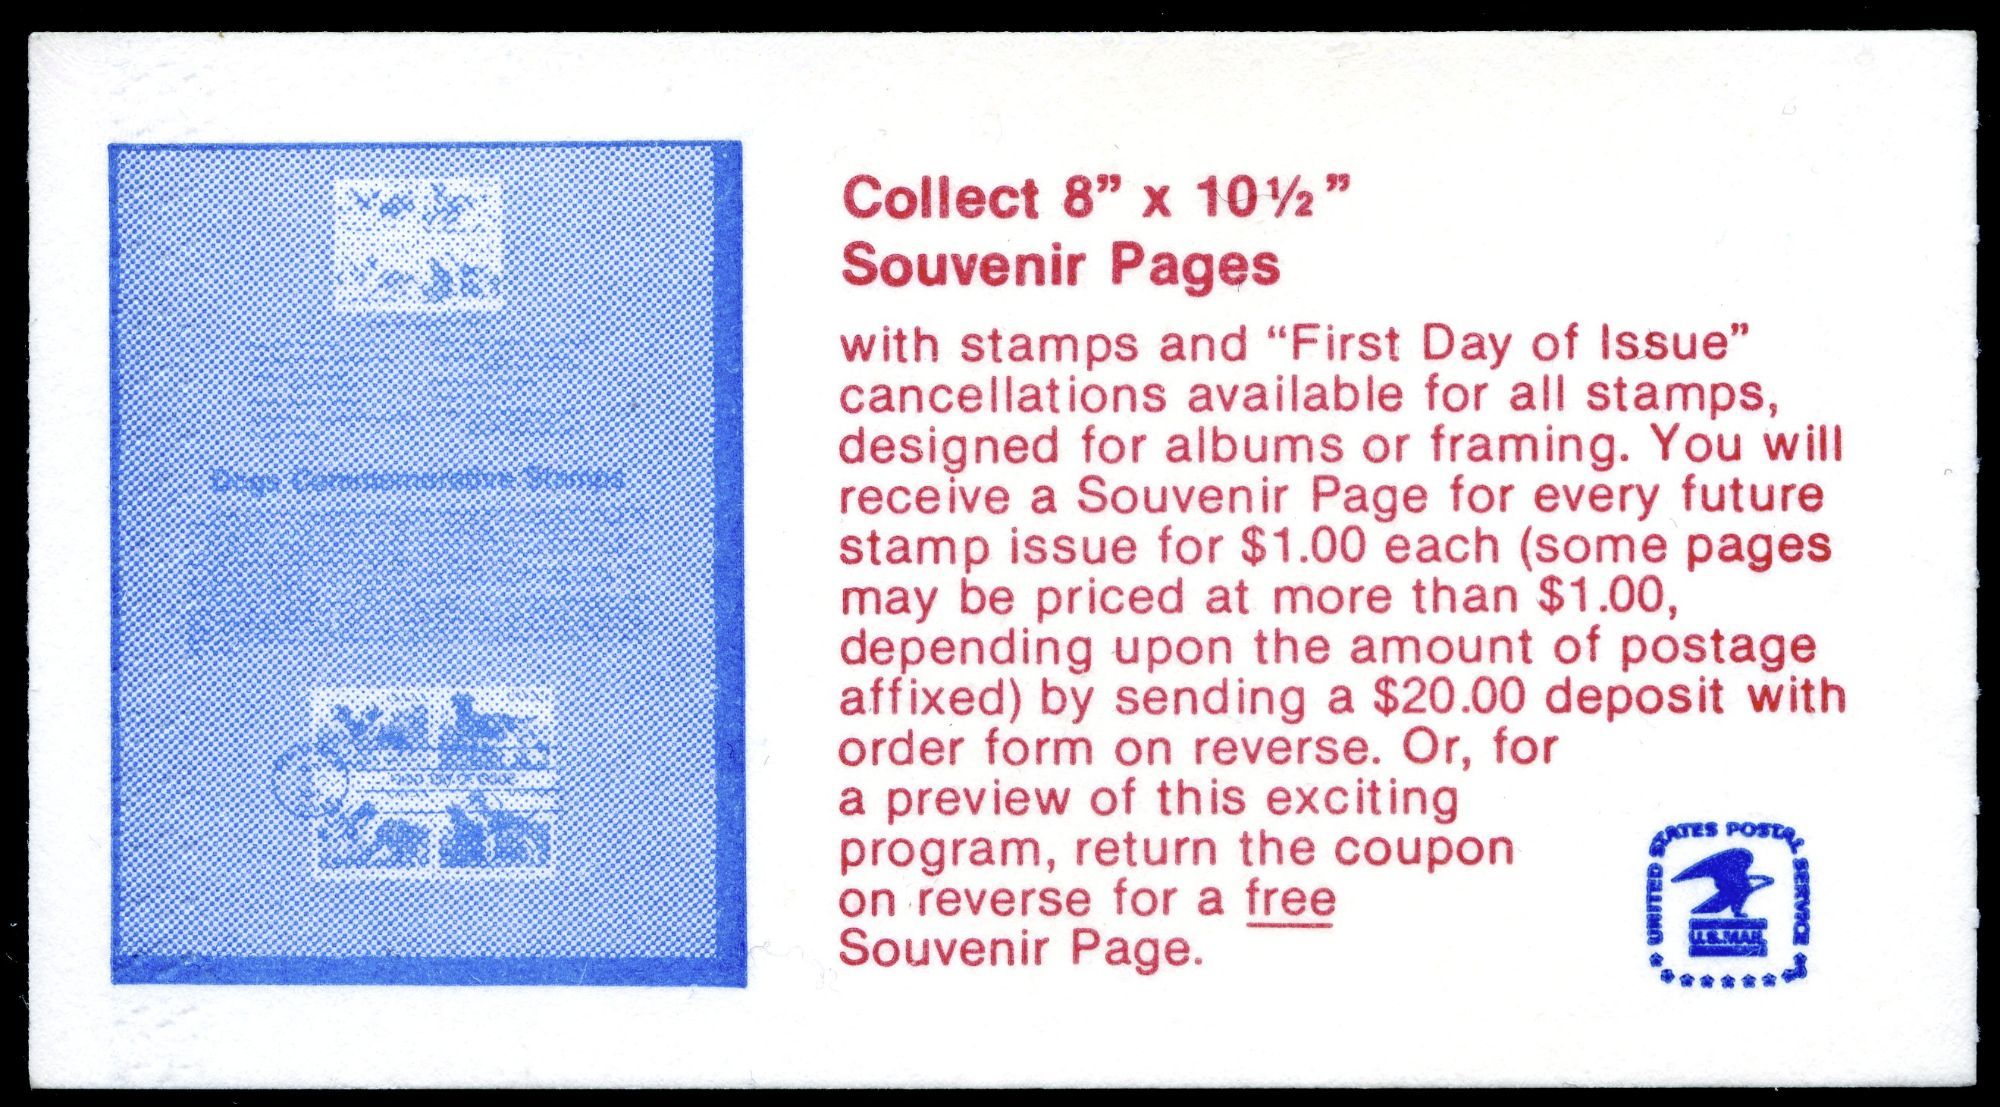 Collect 8” x 10½”
Souvenir Pages
with stamps and “First Day of Issue”
cancellations available for all stamps,
designed for albums or framing. You will
receive a Souvenir Page for every future
stamp issue for $1.00 each (some pages
may be priced at more than $1.00,
depending upon the amount of postage
affixed) by sending a $20.00 deposit with
order form on reverse. Or, for
a preview of this exciting
program, return the coupon
on reverse for a free
Souvenir Page.
Dogs Commemorative Stamps
UNITED STATES POSTAL SERVICE
U.S. MAIL